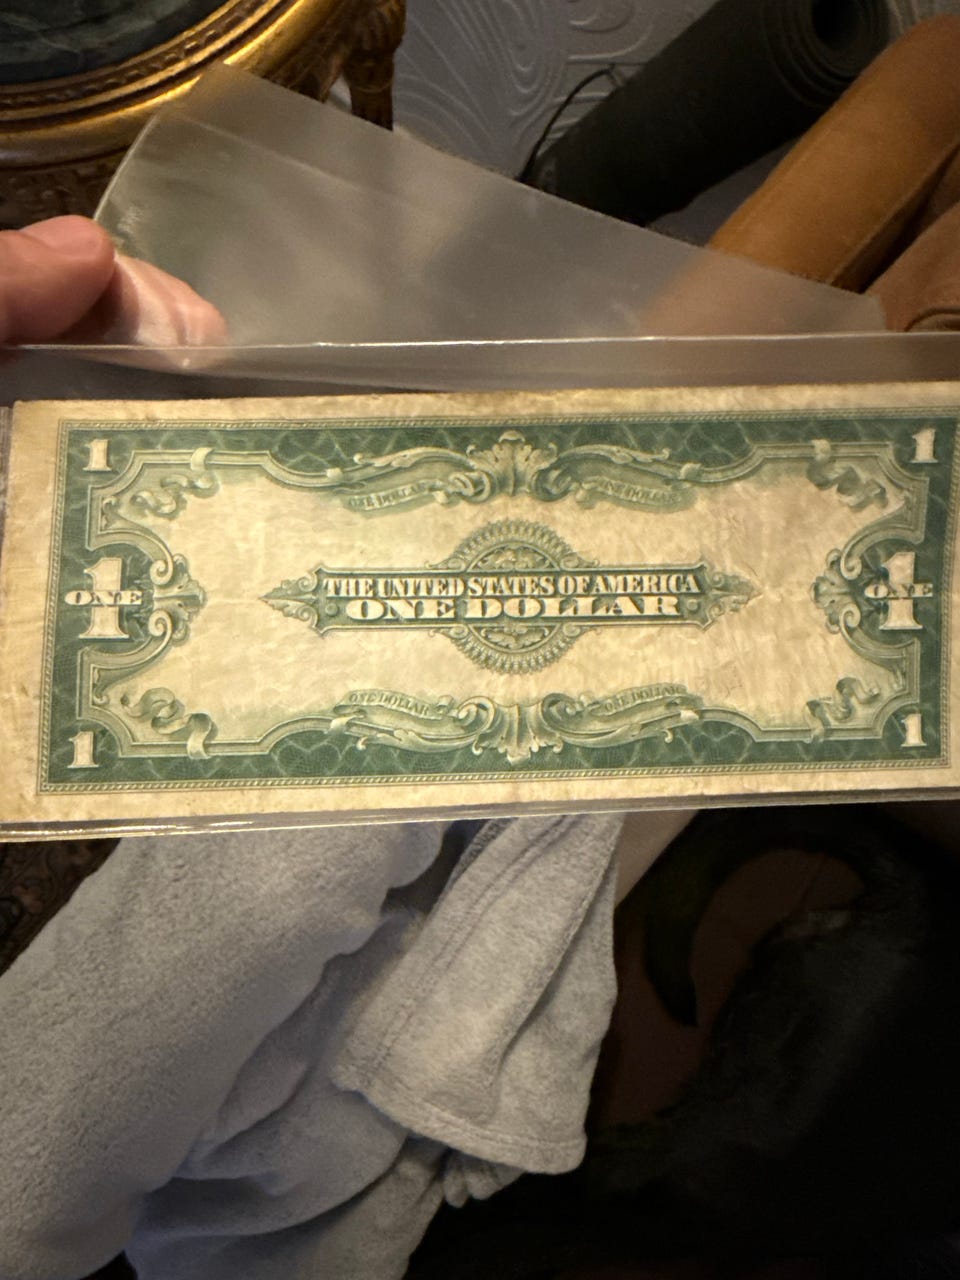 1 1
ONE DOLLAR ONE DOLLAR
THE UNITED STATES OF AMERICA
1 ONE 1 ONE
ONE DOLLAR
ONE DOLLAR ONE DOLLAR
1 1